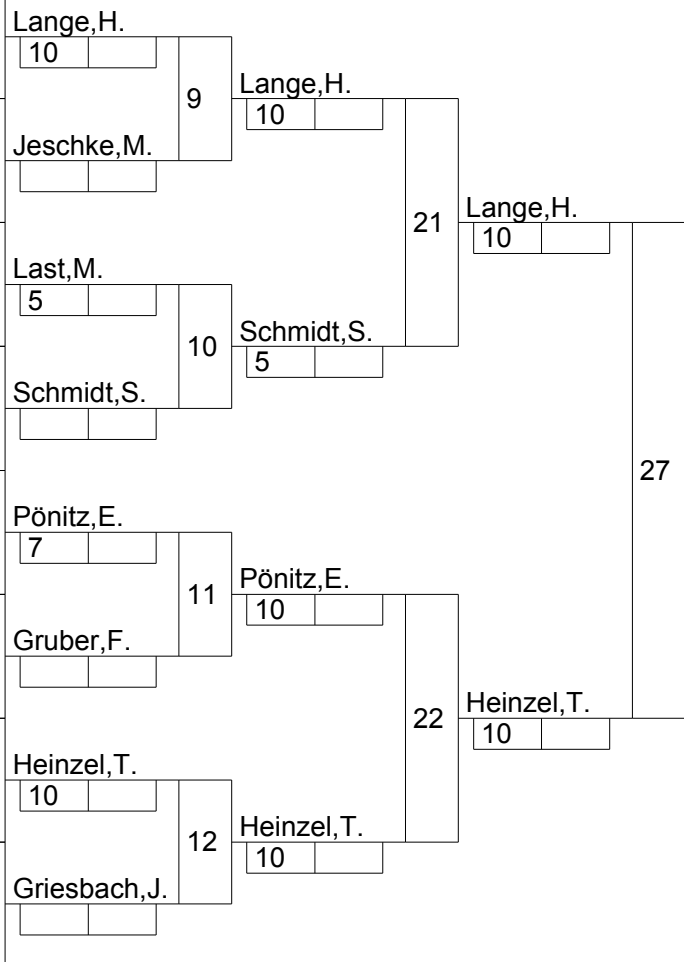 Lange,H.
10
9
Jeschke,M.
Last,M.
5
10
Schmidt,S.
Pönitz,E.
7
11
Gruber,F.
Heinzel,T.
10
12
Griesbach,J.
Lange,H.
10
21
Schmidt,S.
5
Pönitz,E.
10
22
Heinzel,T.
10
Lange,H.
10
27
Heinzel,T.
10